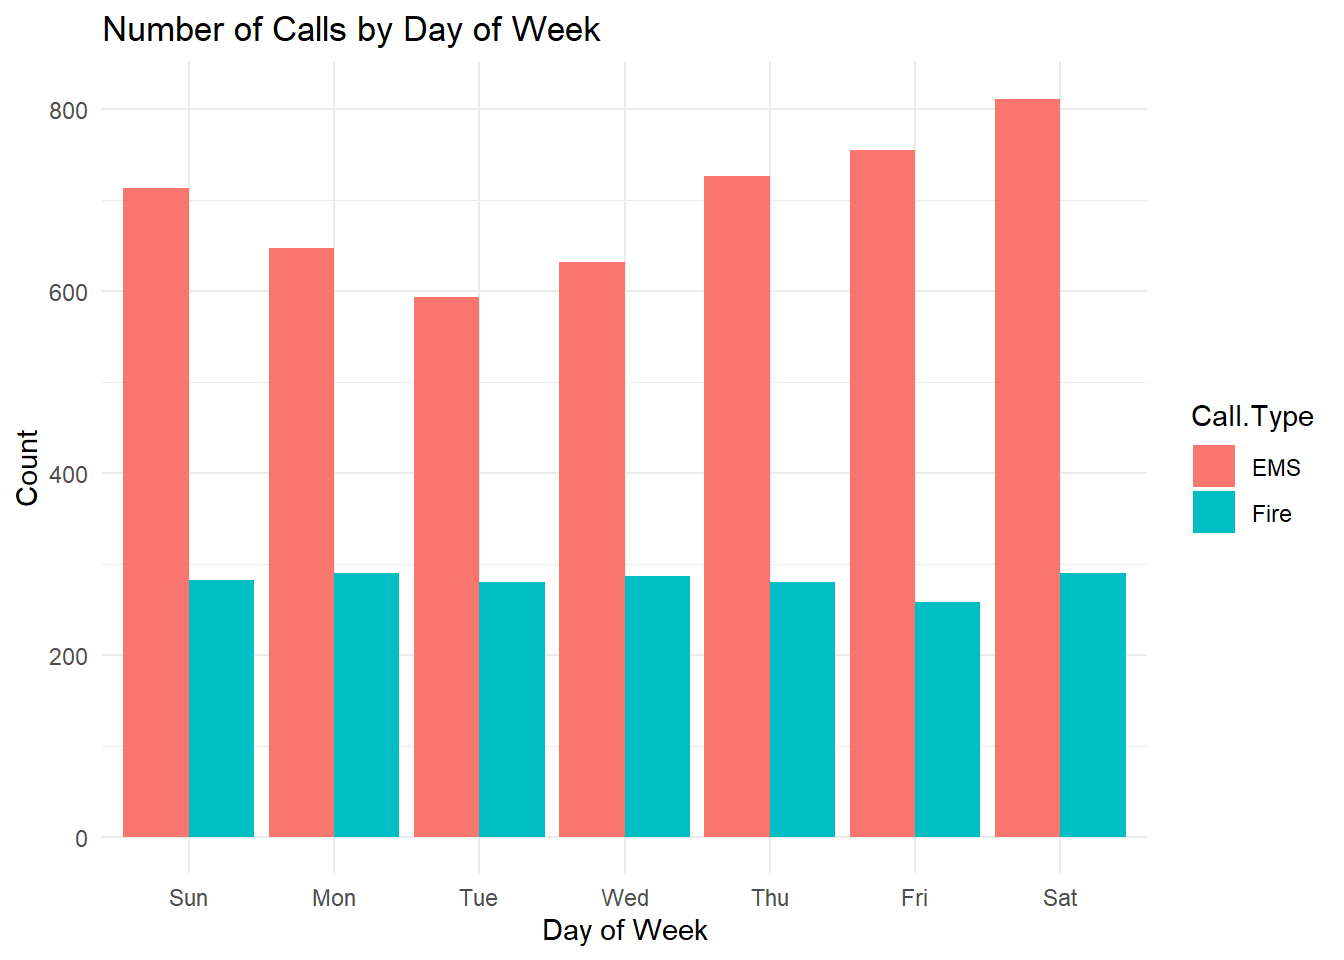 Number of Calls by Day of Week
800
600
400
200
0
Count
Sun Mon Tue Wed Thu Fri Sat
Day of Week
Call.Type
EMS
Fire